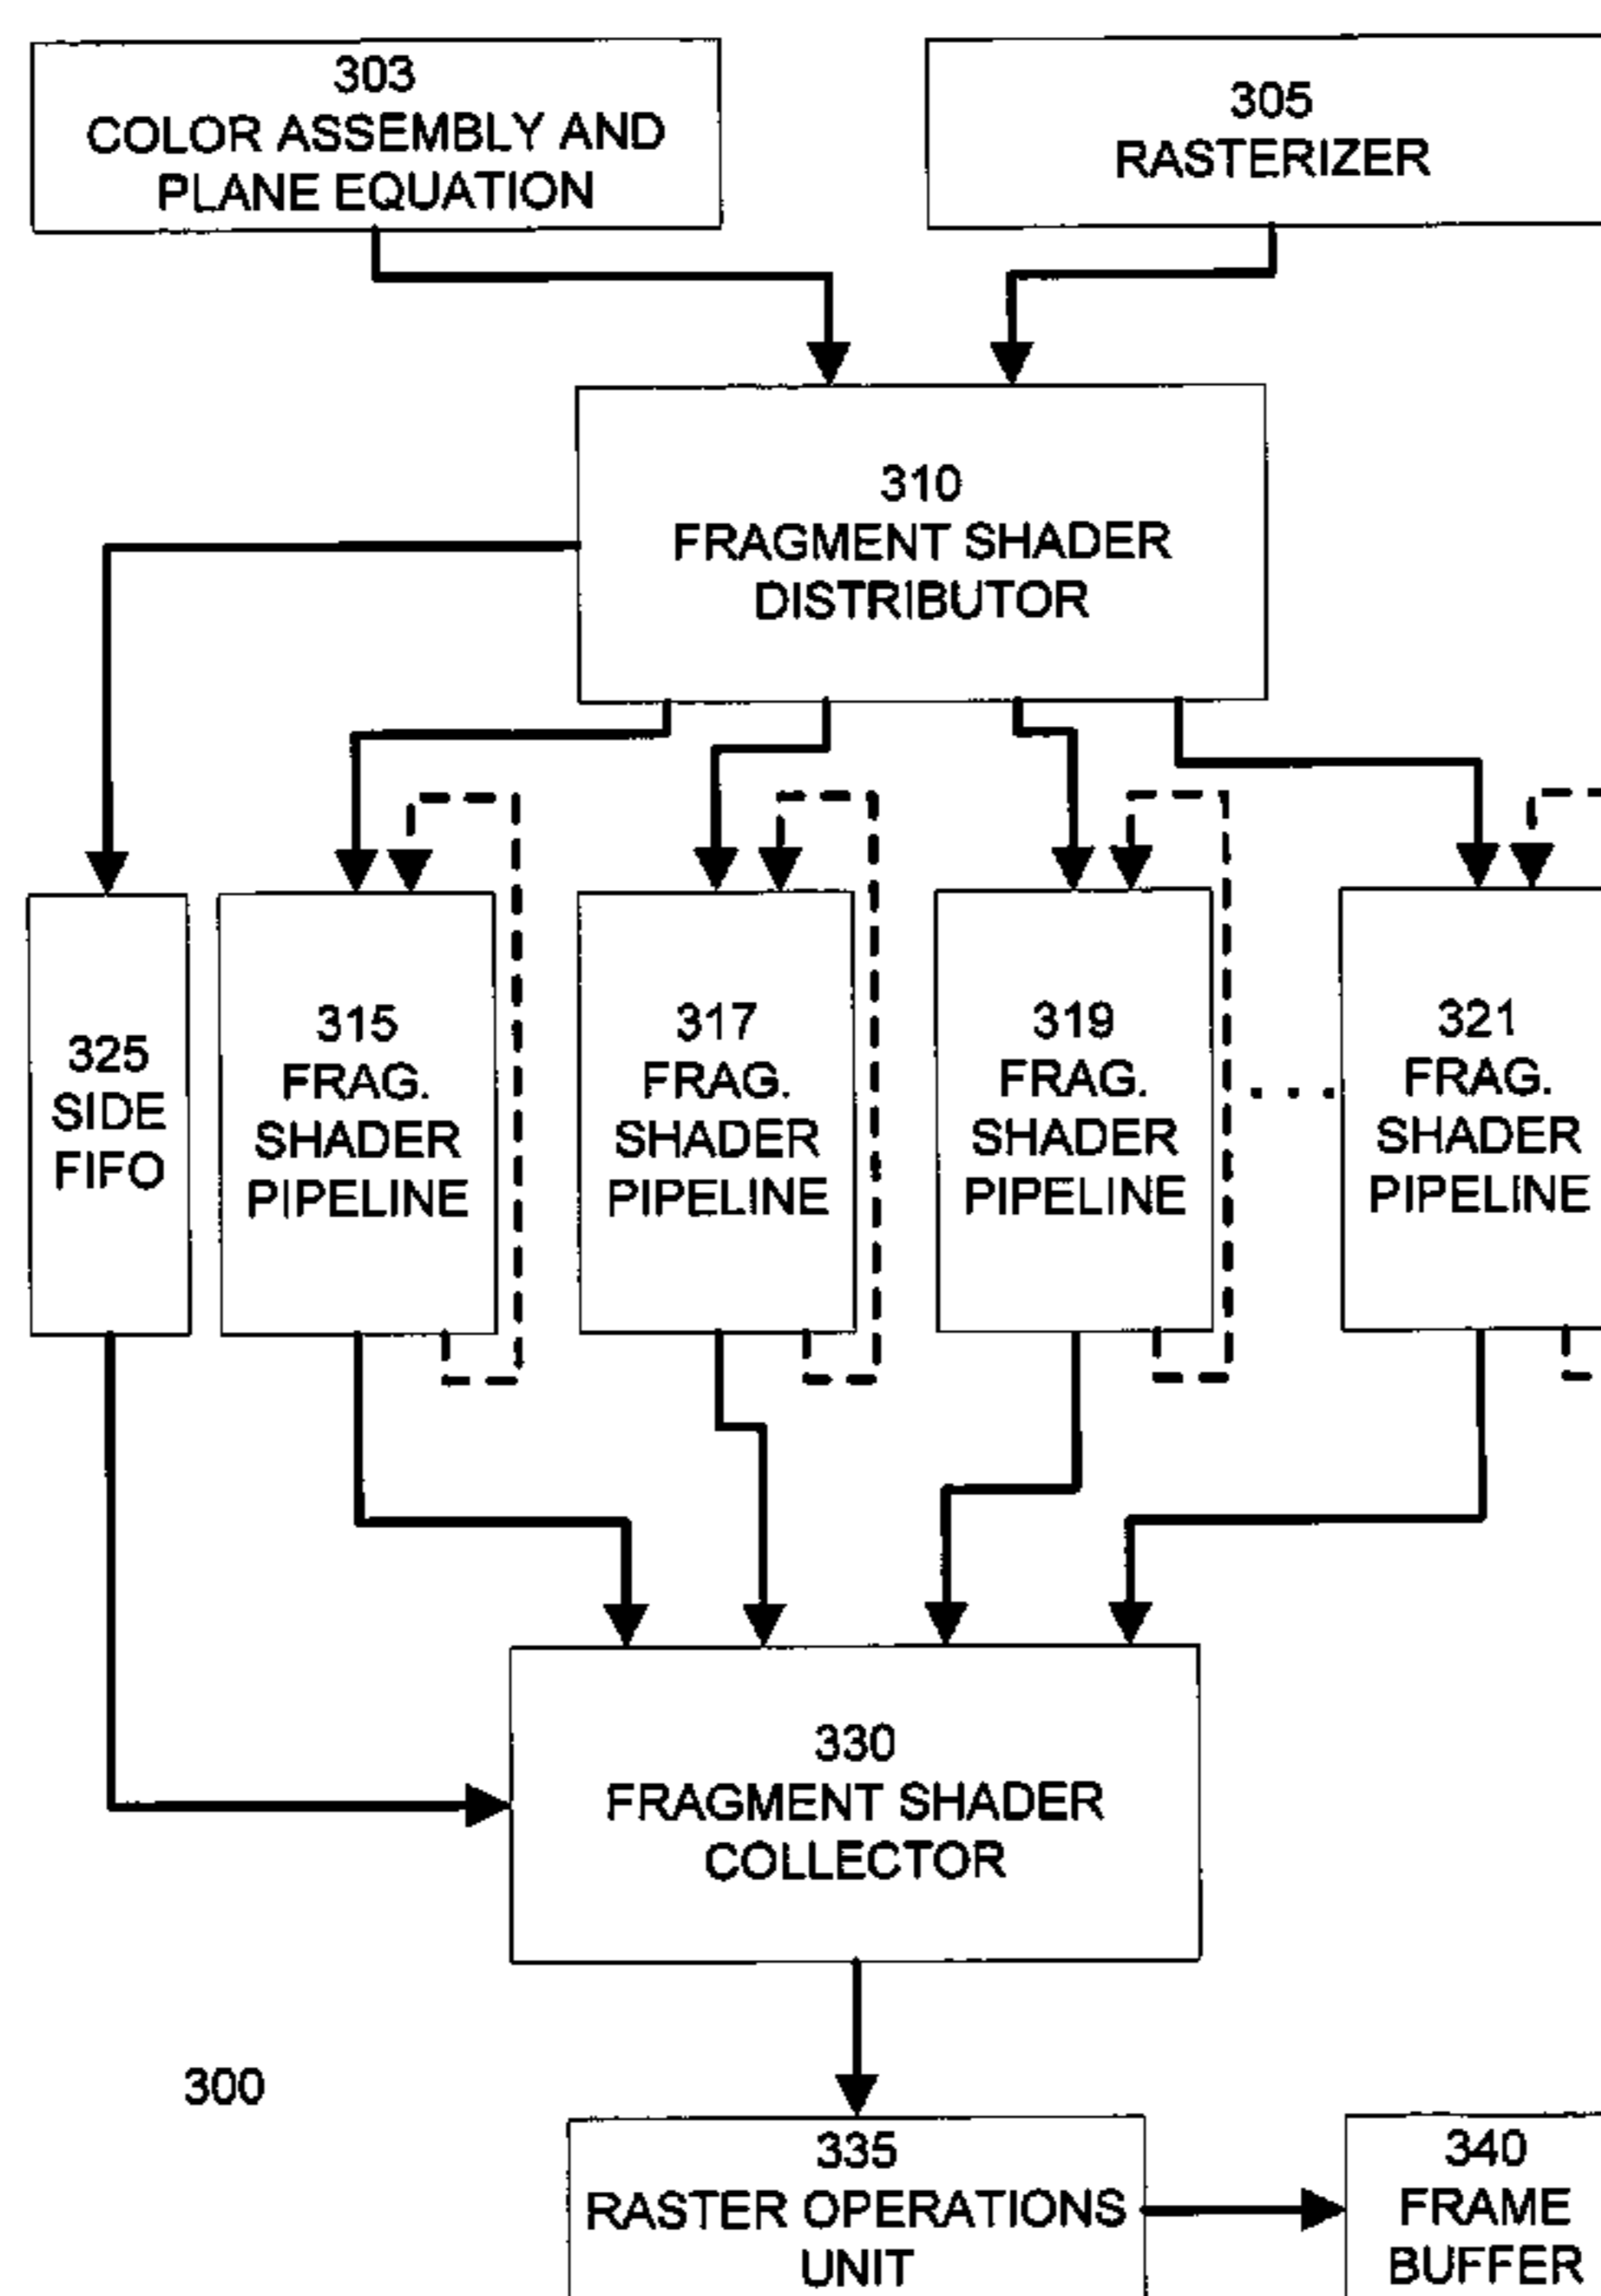 303
COLOR ASSEMBLY AND
PLANE EQUATION
305
RASTERIZER
310
FRAGMENT SHADER
DISTRIBUTOR
325
SIDE
FIFO
315
FRAG.
SHADER
PIPELINE
317
FRAG.
SHADER
PIPELINE
319
FRAG.
SHADER
PIPELINE
. . .
321
FRAG.
SHADER
PIPELINE
330
FRAGMENT SHADER
COLLECTOR
300
335
RASTER OPERATIONS
UNIT
340
FRAME
BUFFER